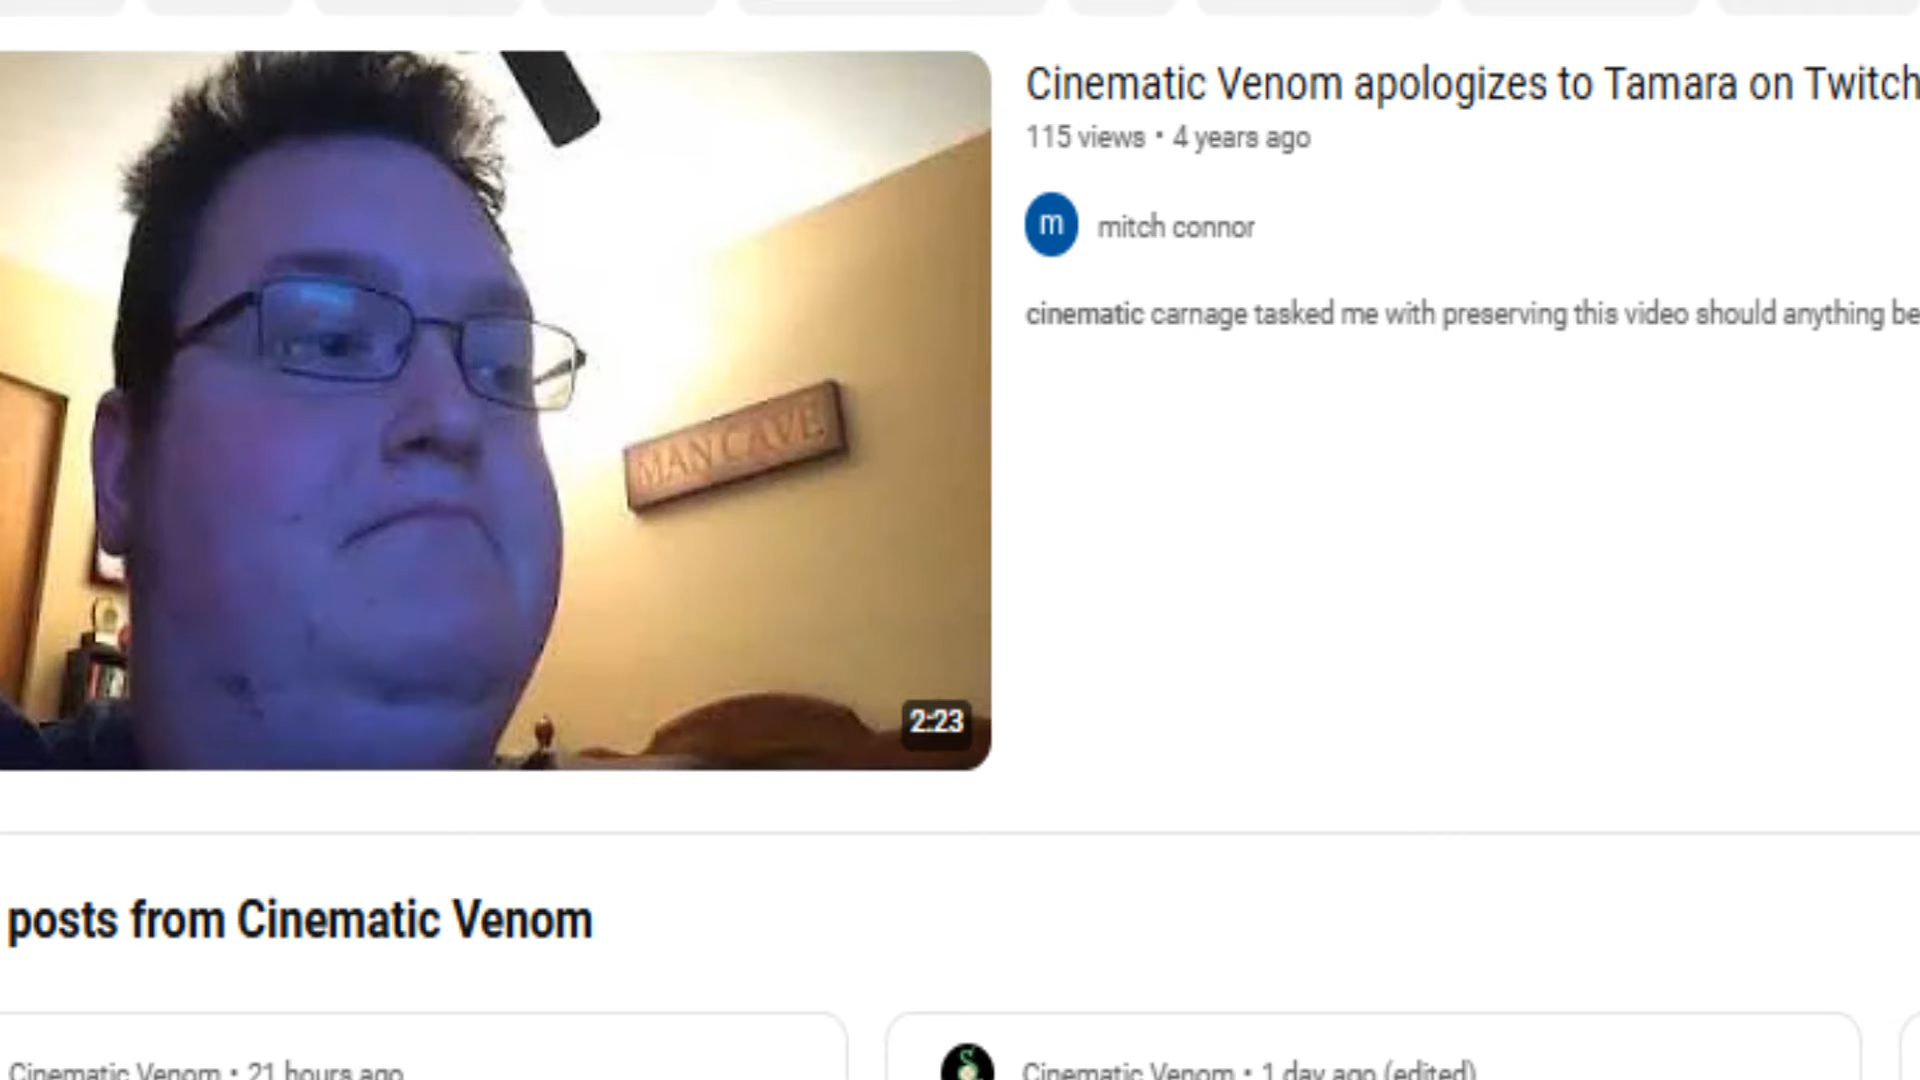 Cinematic Venom apologizes to Tamara on Twitch
115 views • 4 years ago
m
mitch connor
cinematic carnage tasked me with preserving this video should anything be
MAN CAVE
2:23
posts from Cinematic Venom
Cinematic Venom • 21 hours ago
Cinematic Venom • 1 day ago (edited)